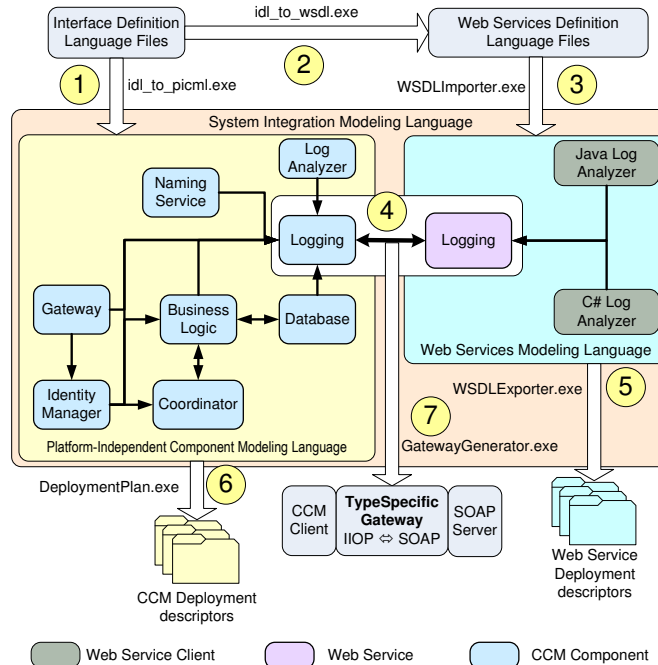 Interface Definition
Language Files
idl_to_wsdl.exe
Web Services Definition
Language Files
1
2
3
idl_to_picml.exe
WSDLImporter.exe
System Integration Modeling Language
Log
Analyzer
Java Log
Analyzer
Naming
Service
4
Logging
Logging
Gateway
Business
Logic
Database
C# Log
Analyzer
Web Services Modeling Language
Identity
Manager
Coordinator
WSDLExporter.exe
5
7
Platform-Independent Component Modeling Language
GatewayGenerator.exe
DeploymentPlan.exe
6
CCM
Client
TypeSpecific
Gateway
IIOP ⇔ SOAP
SOAP
Server
Web Service
Deployment
descriptors
CCM Deployment
descriptors
Web Service Client
Web Service
CCM Component